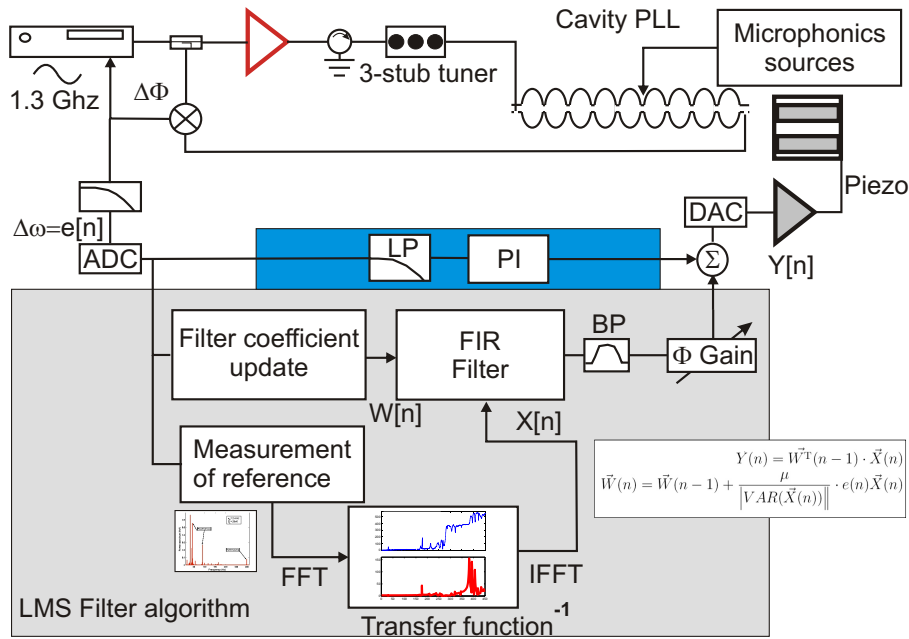 Cavity PLL
Microphonics
sources
3-stub tuner
1.3 Ghz
ΔΦ
Piezo
DAC
Δω=e[n]
ADC
LP
PI
Σ
Y[n]
Filter coefficient
update
FIR
Filter
BP
Φ Gain
W[n]
X[n]
Measurement
of reference
Y(n) = W⃗ᵀ(n − 1) · X⃗(n)
W⃗(n) = W⃗(n − 1) + μ / |VAR(X⃗(n))‖ · e(n)X⃗(n)
FFT
IFFT
LMS Filter algorithm
Transfer function⁻¹